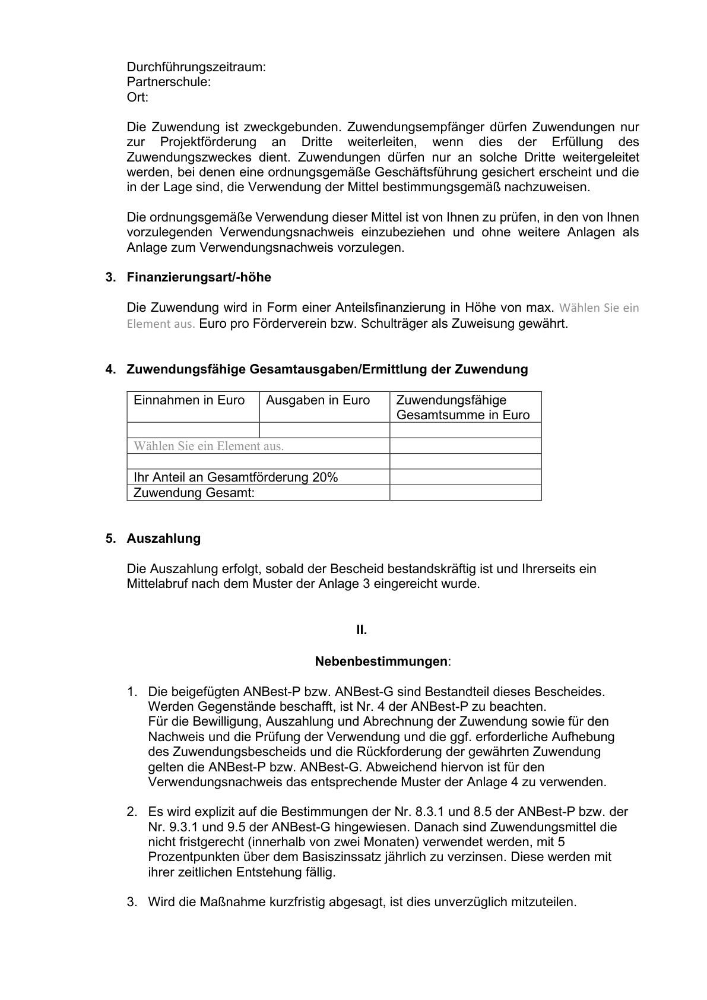 Durchführungszeitraum:
Partnerschule:
Ort:
Die Zuwendung ist zweckgebunden. Zuwendungsempfänger dürfen Zuwendungen nur
zur Projektförderung an Dritte weiterleiten, wenn dies der Erfüllung des
Zuwendungszweckes dient. Zuwendungen dürfen nur an solche Dritte weitergeleitet
werden, bei denen eine ordnungsgemäße Geschäftsführung gesichert erscheint und die
in der Lage sind, die Verwendung der Mittel bestimmungsgemäß nachzuweisen.
Die ordnungsgemäße Verwendung dieser Mittel ist von Ihnen zu prüfen, in den von Ihnen
vorzulegenden Verwendungsnachweis einzubeziehen und ohne weitere Anlagen als
Anlage zum Verwendungsnachweis vorzulegen.
3. Finanzierungsart/-höhe
Die Zuwendung wird in Form einer Anteilsfinanzierung in Höhe von max. Wählen Sie ein
Element aus. Euro pro Förderverein bzw. Schulträger als Zuweisung gewährt.
4. Zuwendungsfähige Gesamtausgaben/Ermittlung der Zuwendung
Einnahmen in Euro Ausgaben in Euro Zuwendungsfähige
Gesamtsumme in Euro
Wählen Sie ein Element aus.
Ihr Anteil an Gesamtförderung 20%
Zuwendung Gesamt:
5. Auszahlung
Die Auszahlung erfolgt, sobald der Bescheid bestandskräftig ist und Ihrerseits ein
Mittelabruf nach dem Muster der Anlage 3 eingereicht wurde.
II.
Nebenbestimmungen:
1. Die beigefügten ANBest-P bzw. ANBest-G sind Bestandteil dieses Bescheides.
Werden Gegenstände beschafft, ist Nr. 4 der ANBest-P zu beachten.
Für die Bewilligung, Auszahlung und Abrechnung der Zuwendung sowie für den
Nachweis und die Prüfung der Verwendung und die ggf. erforderliche Aufhebung
des Zuwendungsbescheids und die Rückforderung der gewährten Zuwendung
gelten die ANBest-P bzw. ANBest-G. Abweichend hiervon ist für den
Verwendungsnachweis das entsprechende Muster der Anlage 4 zu verwenden.
2. Es wird explizit auf die Bestimmungen der Nr. 8.3.1 und 8.5 der ANBest-P bzw. der
Nr. 9.3.1 und 9.5 der ANBest-G hingewiesen. Danach sind Zuwendungsmittel die
nicht fristgerecht (innerhalb von zwei Monaten) verwendet werden, mit 5
Prozentpunkten über dem Basiszinssatz jährlich zu verzinsen. Diese werden mit
ihrer zeitlichen Entstehung fällig.
3. Wird die Maßnahme kurzfristig abgesagt, ist dies unverzüglich mitzuteilen.